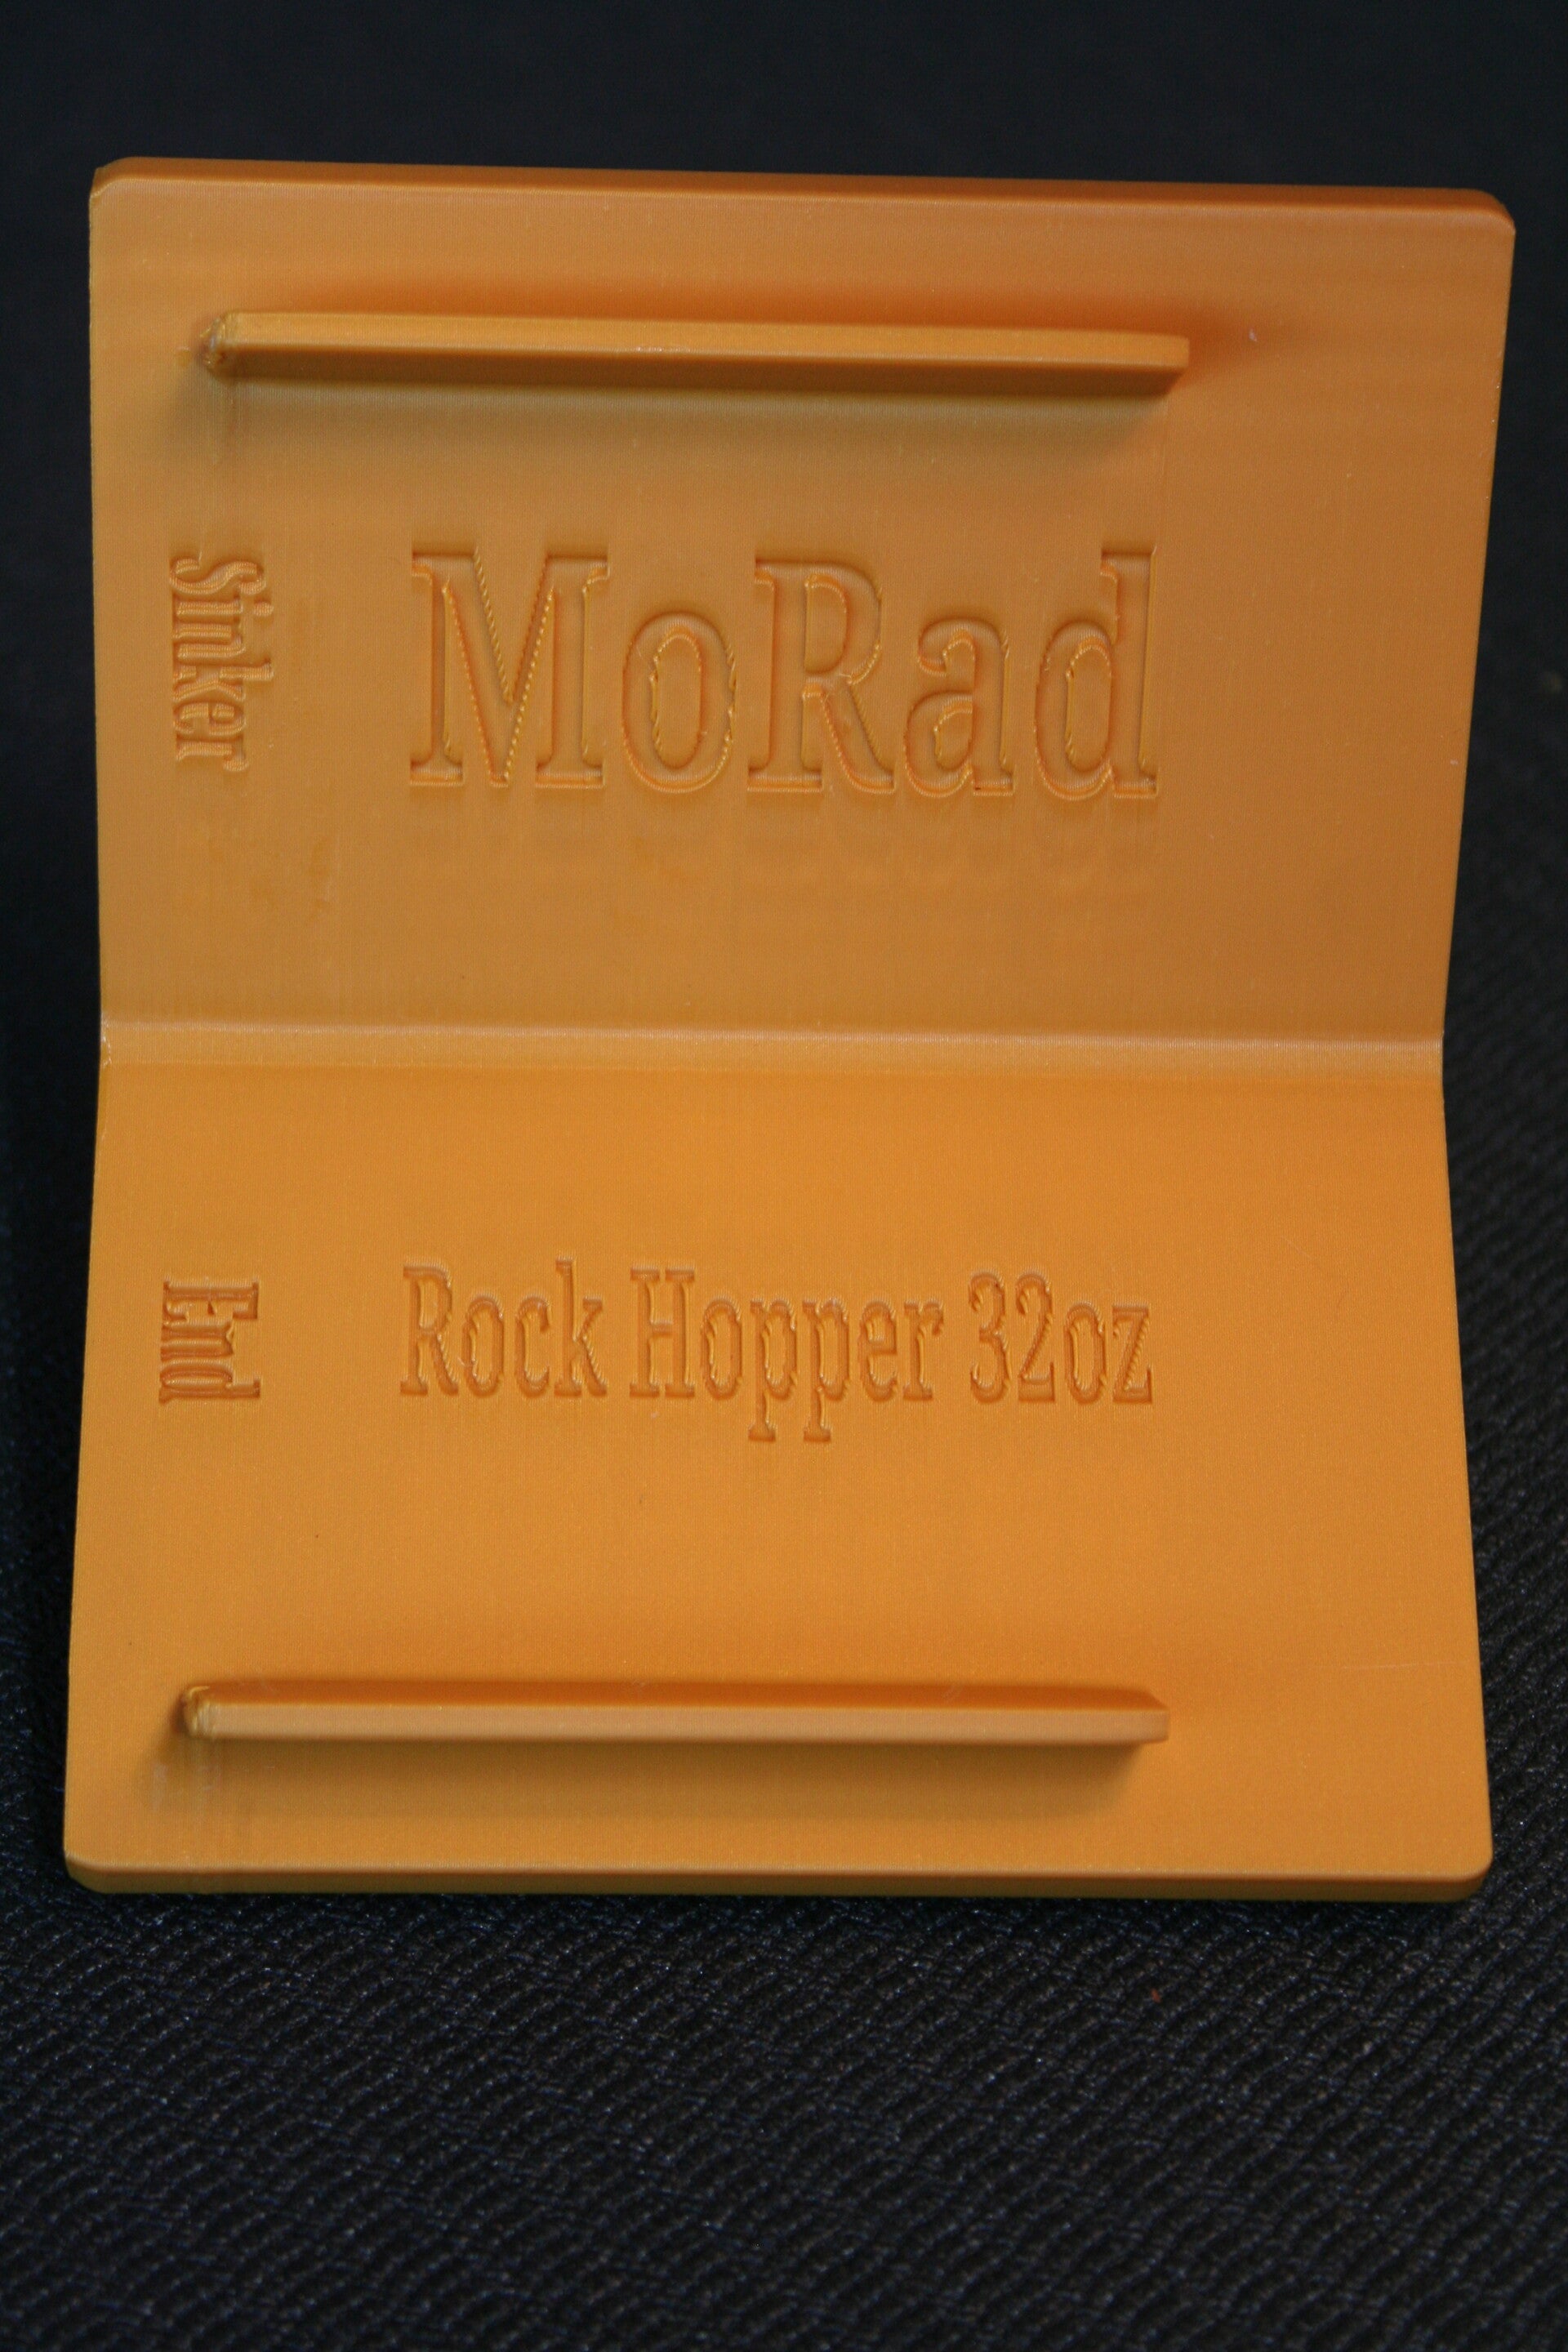 Sinker
MoRad
End
Rock Hopper 32oz